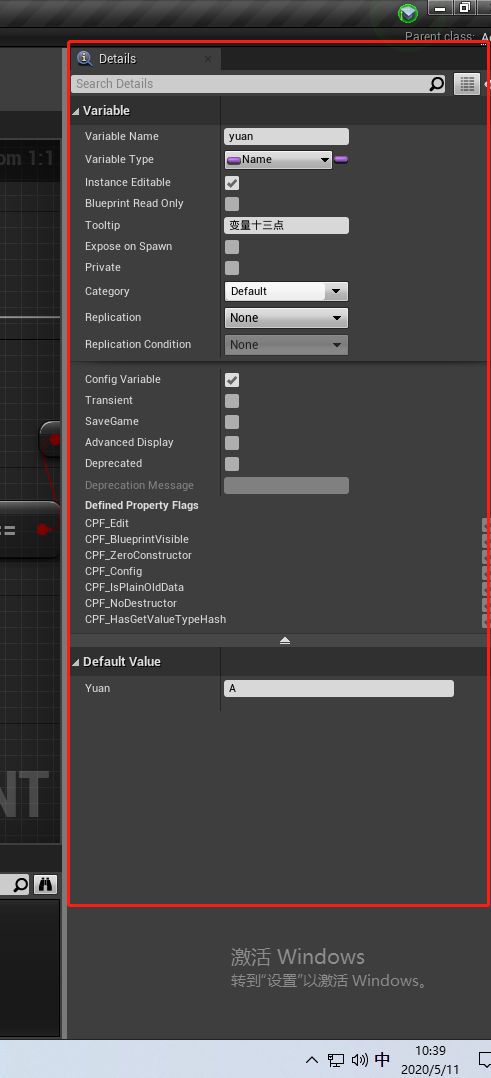 Parent class:
Details
Search Details
Variable
Variable Name yuan
om 1:1
Variable Type Name
Instance Editable
Blueprint Read Only
Tooltip 变量十三点
Expose on Spawn
Private
Category Default
Replication None
Replication Condition None
Config Variable
Transient
SaveGame
Advanced Display
Deprecated
Deprecation Message
Defined Property Flags
CPF_Edit
==
CPF_BlueprintVisible
CPF_ZeroConstructor
CPF_Config
CPF_IsPlainOldData
CPF_NoDestructor
CPF_HasGetValueTypeHash
Default Value
Yuan A
NT
激活 Windows
转到“设置”以激活 Windows。
中 10:39
2020/5/11